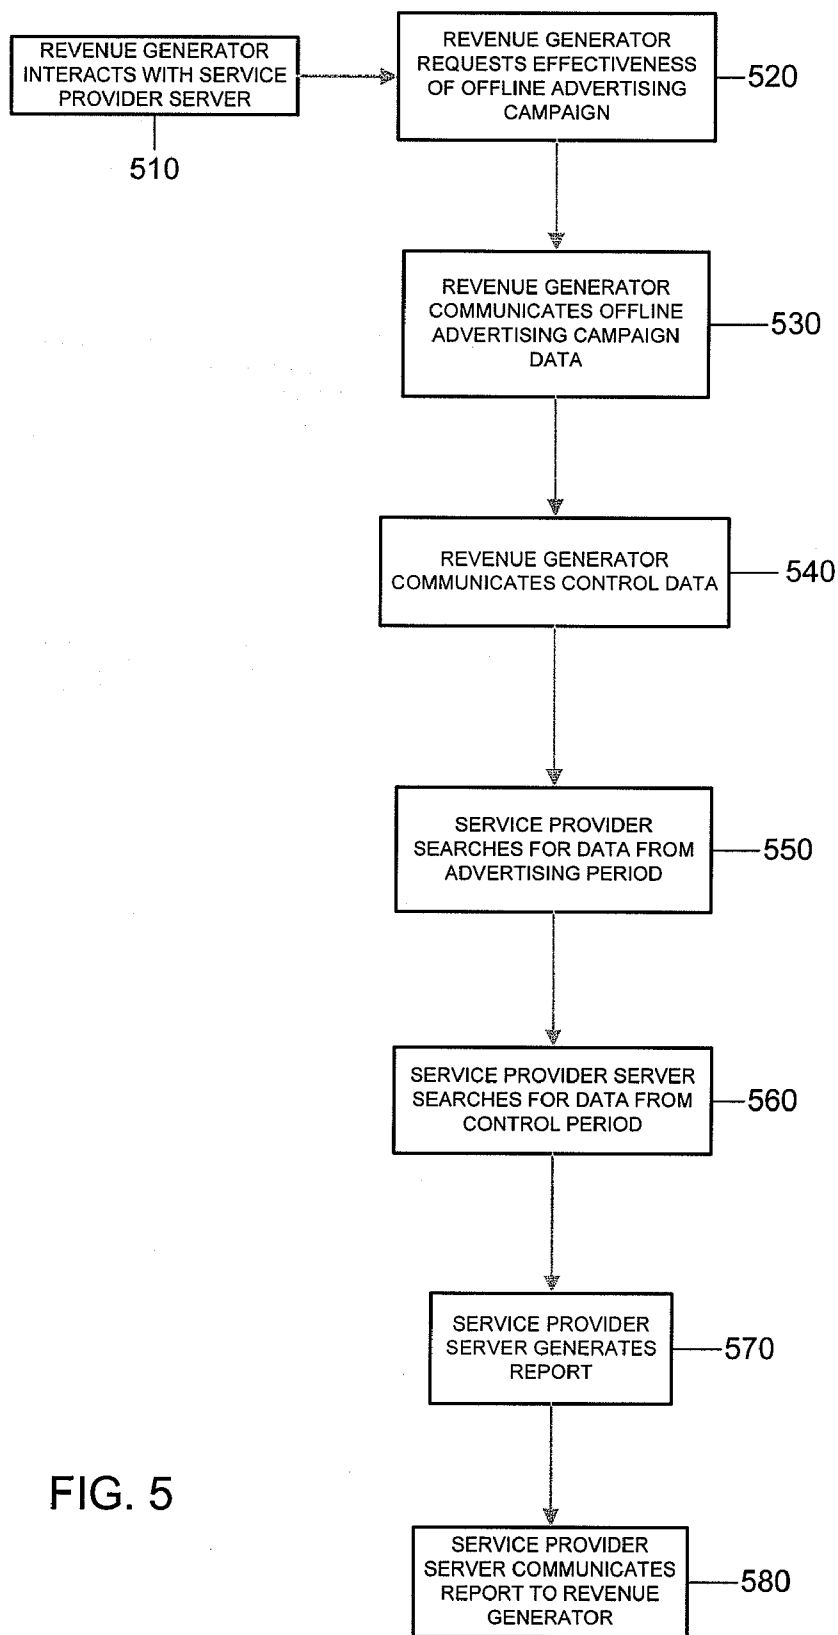 REVENUE GENERATOR
INTERACTS WITH SERVICE
PROVIDER SERVER
510
REVENUE GENERATOR
REQUESTS EFFECTIVENESS
OF OFFLINE ADVERTISING
CAMPAIGN
520
REVENUE GENERATOR
COMMUNICATES OFFLINE
ADVERTISING CAMPAIGN
DATA
530
REVENUE GENERATOR
COMMUNICATES CONTROL DATA
540
SERVICE PROVIDER
SEARCHES FOR DATA FROM
ADVERTISING PERIOD
550
SERVICE PROVIDER SERVER
SEARCHES FOR DATA FROM
CONTROL PERIOD
560
SERVICE PROVIDER
SERVER GENERATES
REPORT
570
FIG. 5
SERVICE PROVIDER
SERVER COMMUNICATES
REPORT TO REVENUE
GENERATOR
580